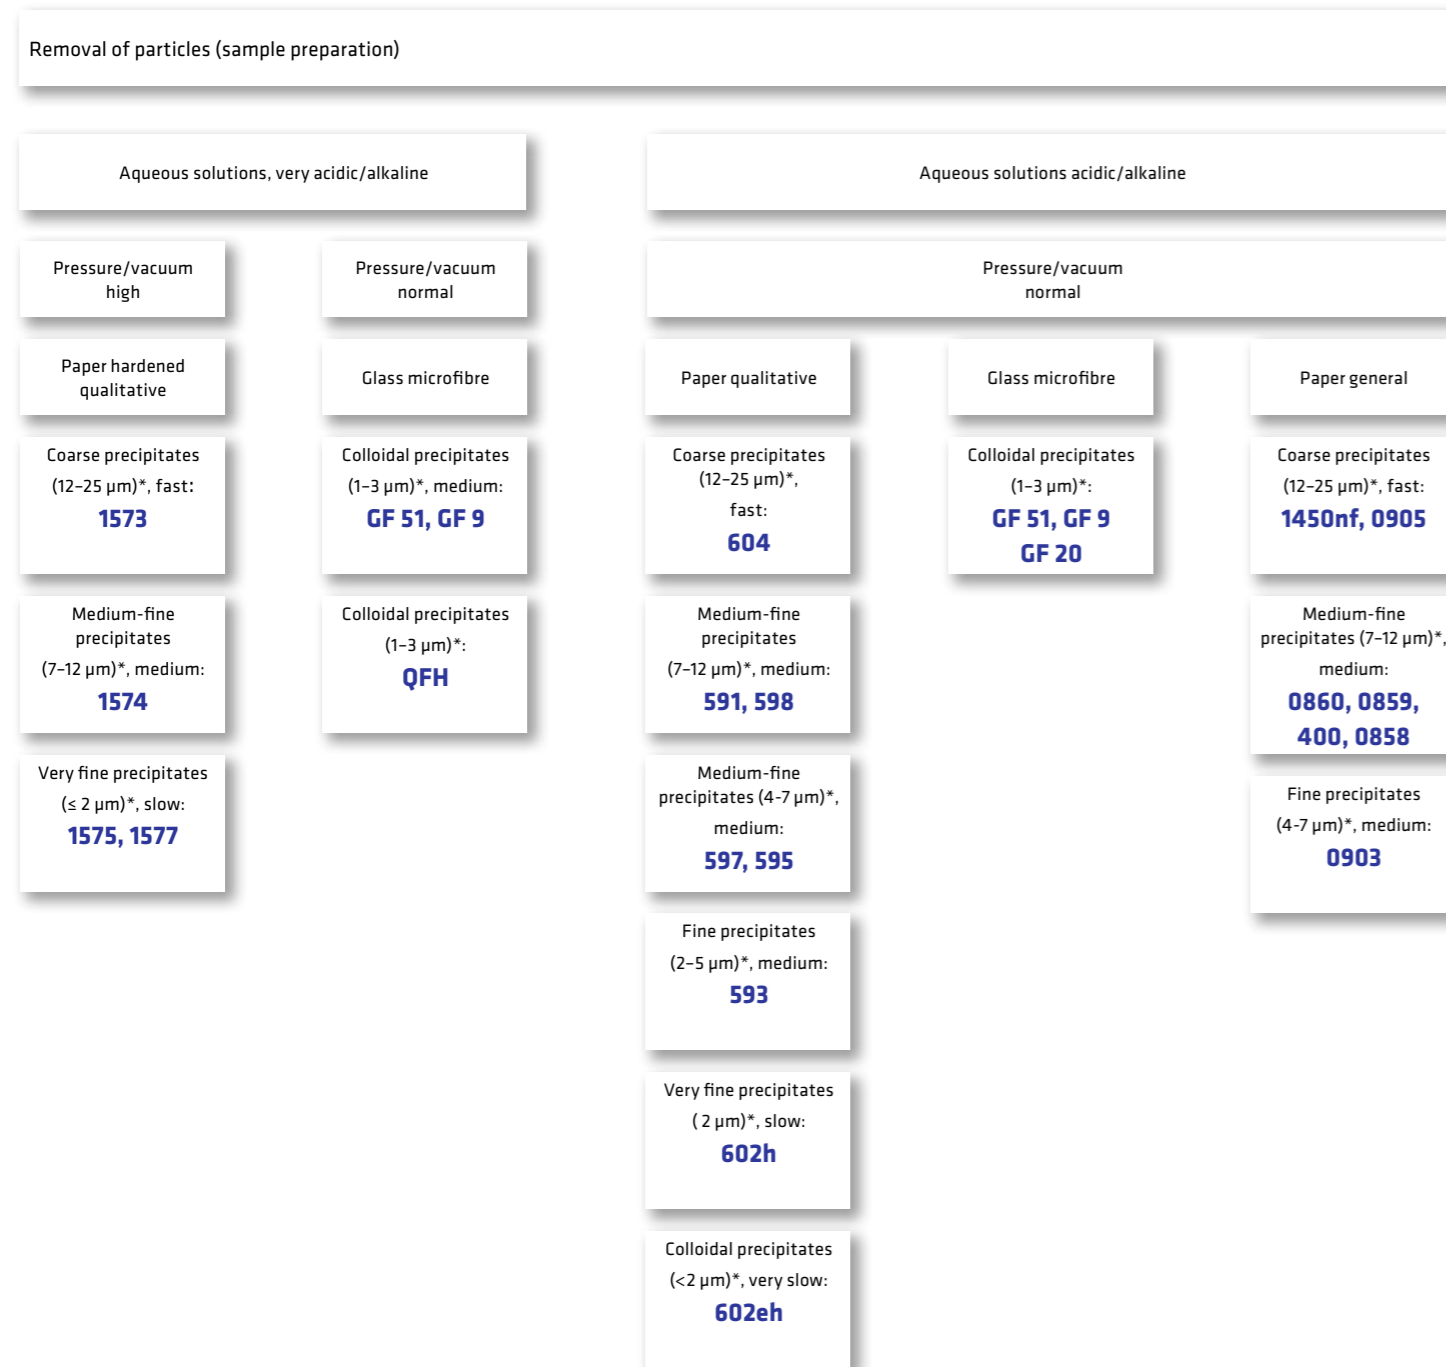 Removal of particles (sample preparation)
Aqueous solutions, very acidic/alkaline
Pressure/vacuum
high
Paper hardened
qualitative
Coarse precipitates
(12–25 µm)*, fast:
1573
Medium-fine
precipitates
(7–12 µm)*, medium:
1574
Very fine precipitates
(≤ 2 µm)*, slow:
1575, 1577
Pressure/vacuum
normal
Glass microfibre
Colloidal precipitates
(1–3 µm)*, medium:
GF 51, GF 9
Colloidal precipitates
(1–3 µm)*:
QFH
Aqueous solutions acidic/alkaline
Pressure/vacuum
normal
Paper qualitative
Coarse precipitates
(12–25 µm)*,
fast:
604
Medium-fine
precipitates
(7–12 µm)*, medium:
591, 598
Medium-fine
precipitates (4-7 µm)*,
medium:
597, 595
Fine precipitates
(2–5 µm)*, medium:
593
Very fine precipitates
( 2 µm)*, slow:
602h
Colloidal precipitates
(<2 µm)*, very slow:
602eh
Glass microfibre
Colloidal precipitates
(1–3 µm)*:
GF 51, GF 9
GF 20
Paper general
Coarse precipitates
(12–25 µm)*, fast:
1450nf, 0905
Medium-fine
precipitates (7–12 µm)*,
medium:
0860, 0859,
400, 0858
Fine precipitates
(4-7 µm)*, medium:
0903